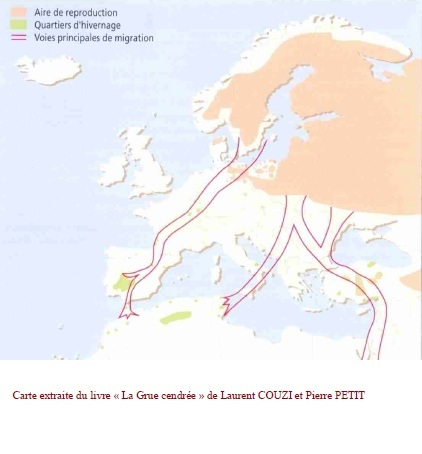 Aire de reproduction
Quartiers d'hivernage
Voies principales de migration
Carte extraite du livre « La Grue cendrée » de Laurent COUZI et Pierre PETIT